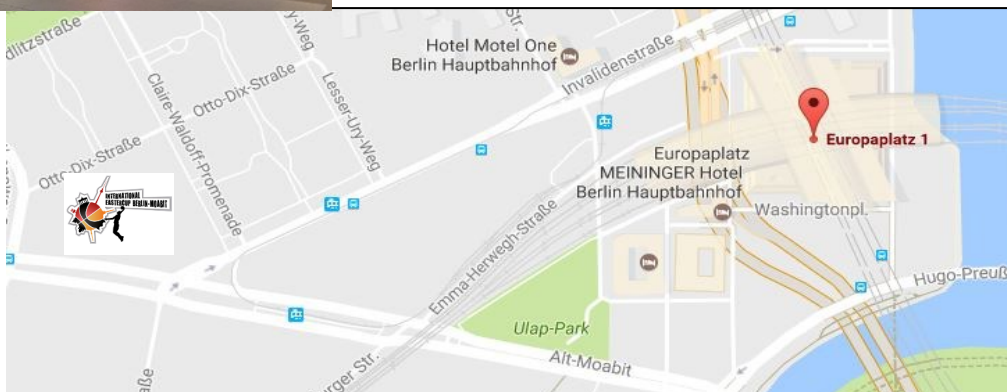 Str.
Hotel Motel One
Berlin Hauptbahnhof
Invalidenstraße
Claire-Waldoff-Promenade
Otto-Dix-Straße
Lesser-Ury-Weg
Otto-Dix-Straße
INTERNATIONAL
EASTERCUP BERLIN-MOABIT
Europaplatz 1
Europaplatz
MEININGER Hotel
Berlin Hauptbahnhof
Washingtonpl.
Emma-Herwegh-Straße
Hugo-Preuß
Ulap-Park
Alt-Moabit